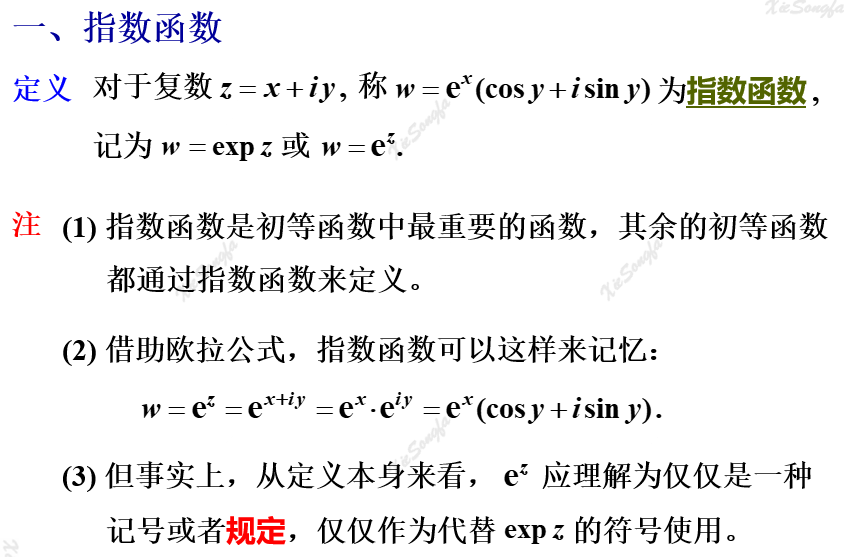 XieSongfa
一、指数函数
定义 对于复数 z = x + iy, 称 w = eˣ (cos y + i sin y) 为指数函数,
记为 w = exp z 或 w = e^z.
XieSongfa
注 (1) 指数函数是初等函数中最重要的函数，其余的初等函数
都通过指数函数来定义。
XieSongfa
XieSongfa
(2) 借助欧拉公式，指数函数可以这样来记忆：
w = e^z = e^{x+iy} = e^x · e^{iy} = e^x (cos y + i sin y).
XieSongfa
(3) 但事实上，从定义本身来看， e^z 应理解为仅仅是一种
记号或者规定，仅仅作为代替 exp z 的符号使用。